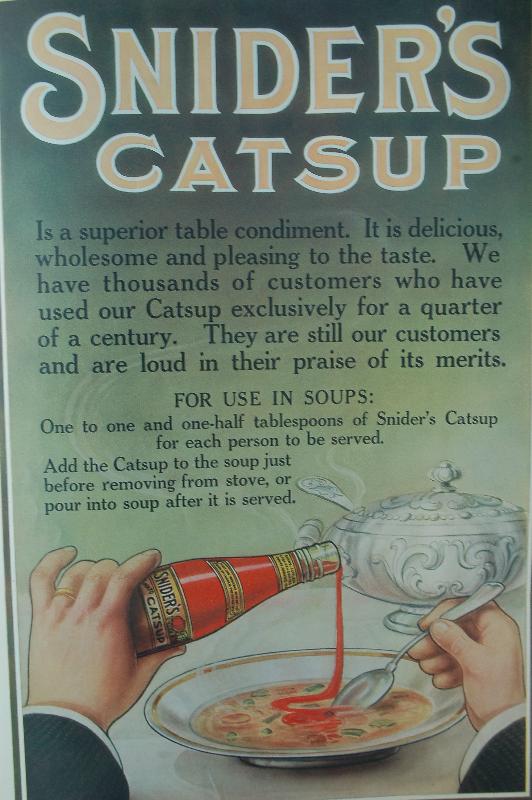 SNIDER'S
CATSUP
Is a superior table condiment. It is delicious,
wholesome and pleasing to the taste. We
have thousands of customers who have
used our Catsup exclusively for a quarter
of a century. They are still our customers
and are loud in their praise of its merits.
FOR USE IN SOUPS:
One to one and one-half tablespoons of Snider's Catsup
for each person to be served.
Add the Catsup to the soup just
before removing from stove, or
pour into soup after it is served.
SNIDER'S
CATSUP